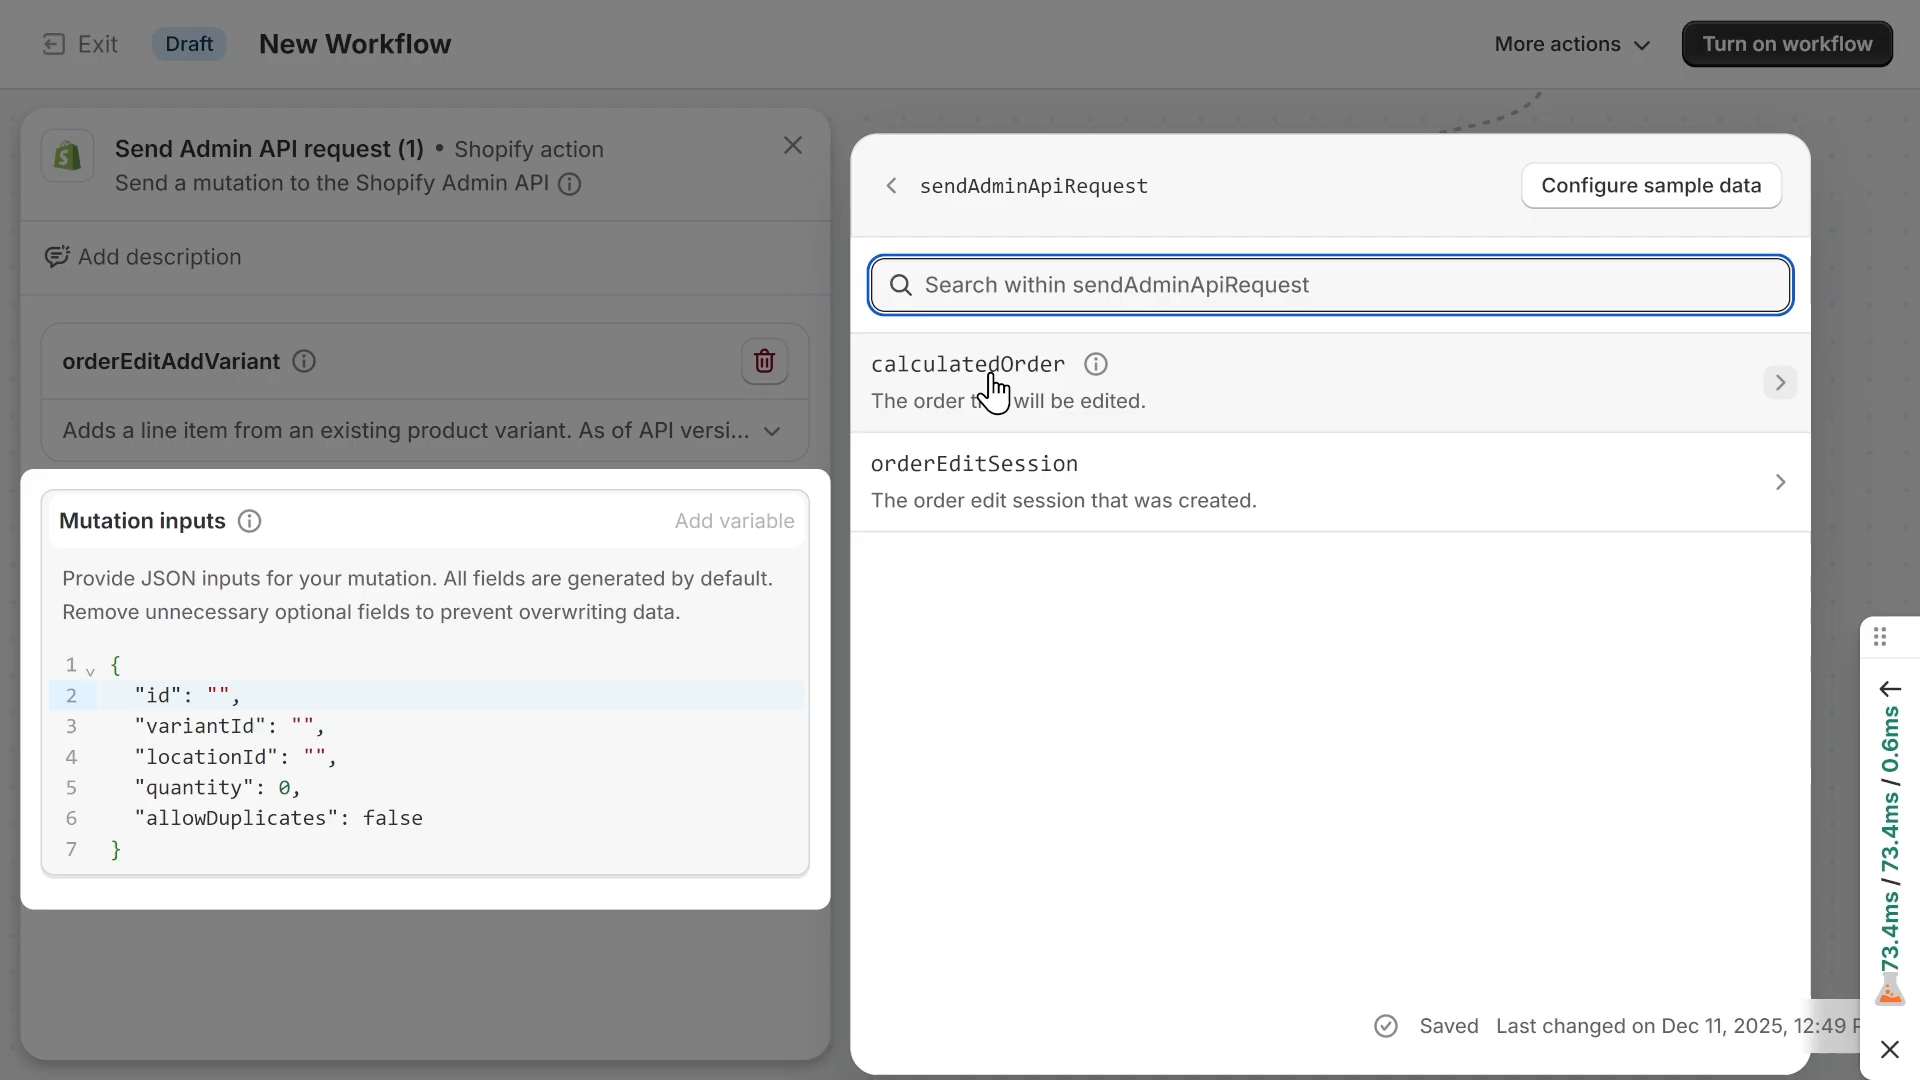 Exit
Draft
New Workflow
More actions
Turn on workflow
Send Admin API request (1) • Shopify action
Send a mutation to the Shopify Admin API
Add description
orderEditAddVariant
Adds a line item from an existing product variant. As of API versi...
Mutation inputs
Add variable
Provide JSON inputs for your mutation. All fields are generated by default.
Remove unnecessary optional fields to prevent overwriting data.
1 {
2 "id": "",
3 "variantId": "",
4 "locationId": "",
5 "quantity": 0,
6 "allowDuplicates": false
7 }
sendAdminApiRequest
Configure sample data
Search within sendAdminApiRequest
calculatedOrder
The order will be edited.
orderEditSession
The order edit session that was created.
Saved Last changed on Dec 11, 2025, 12:49
73.4ms / 73.4ms / 0.6ms